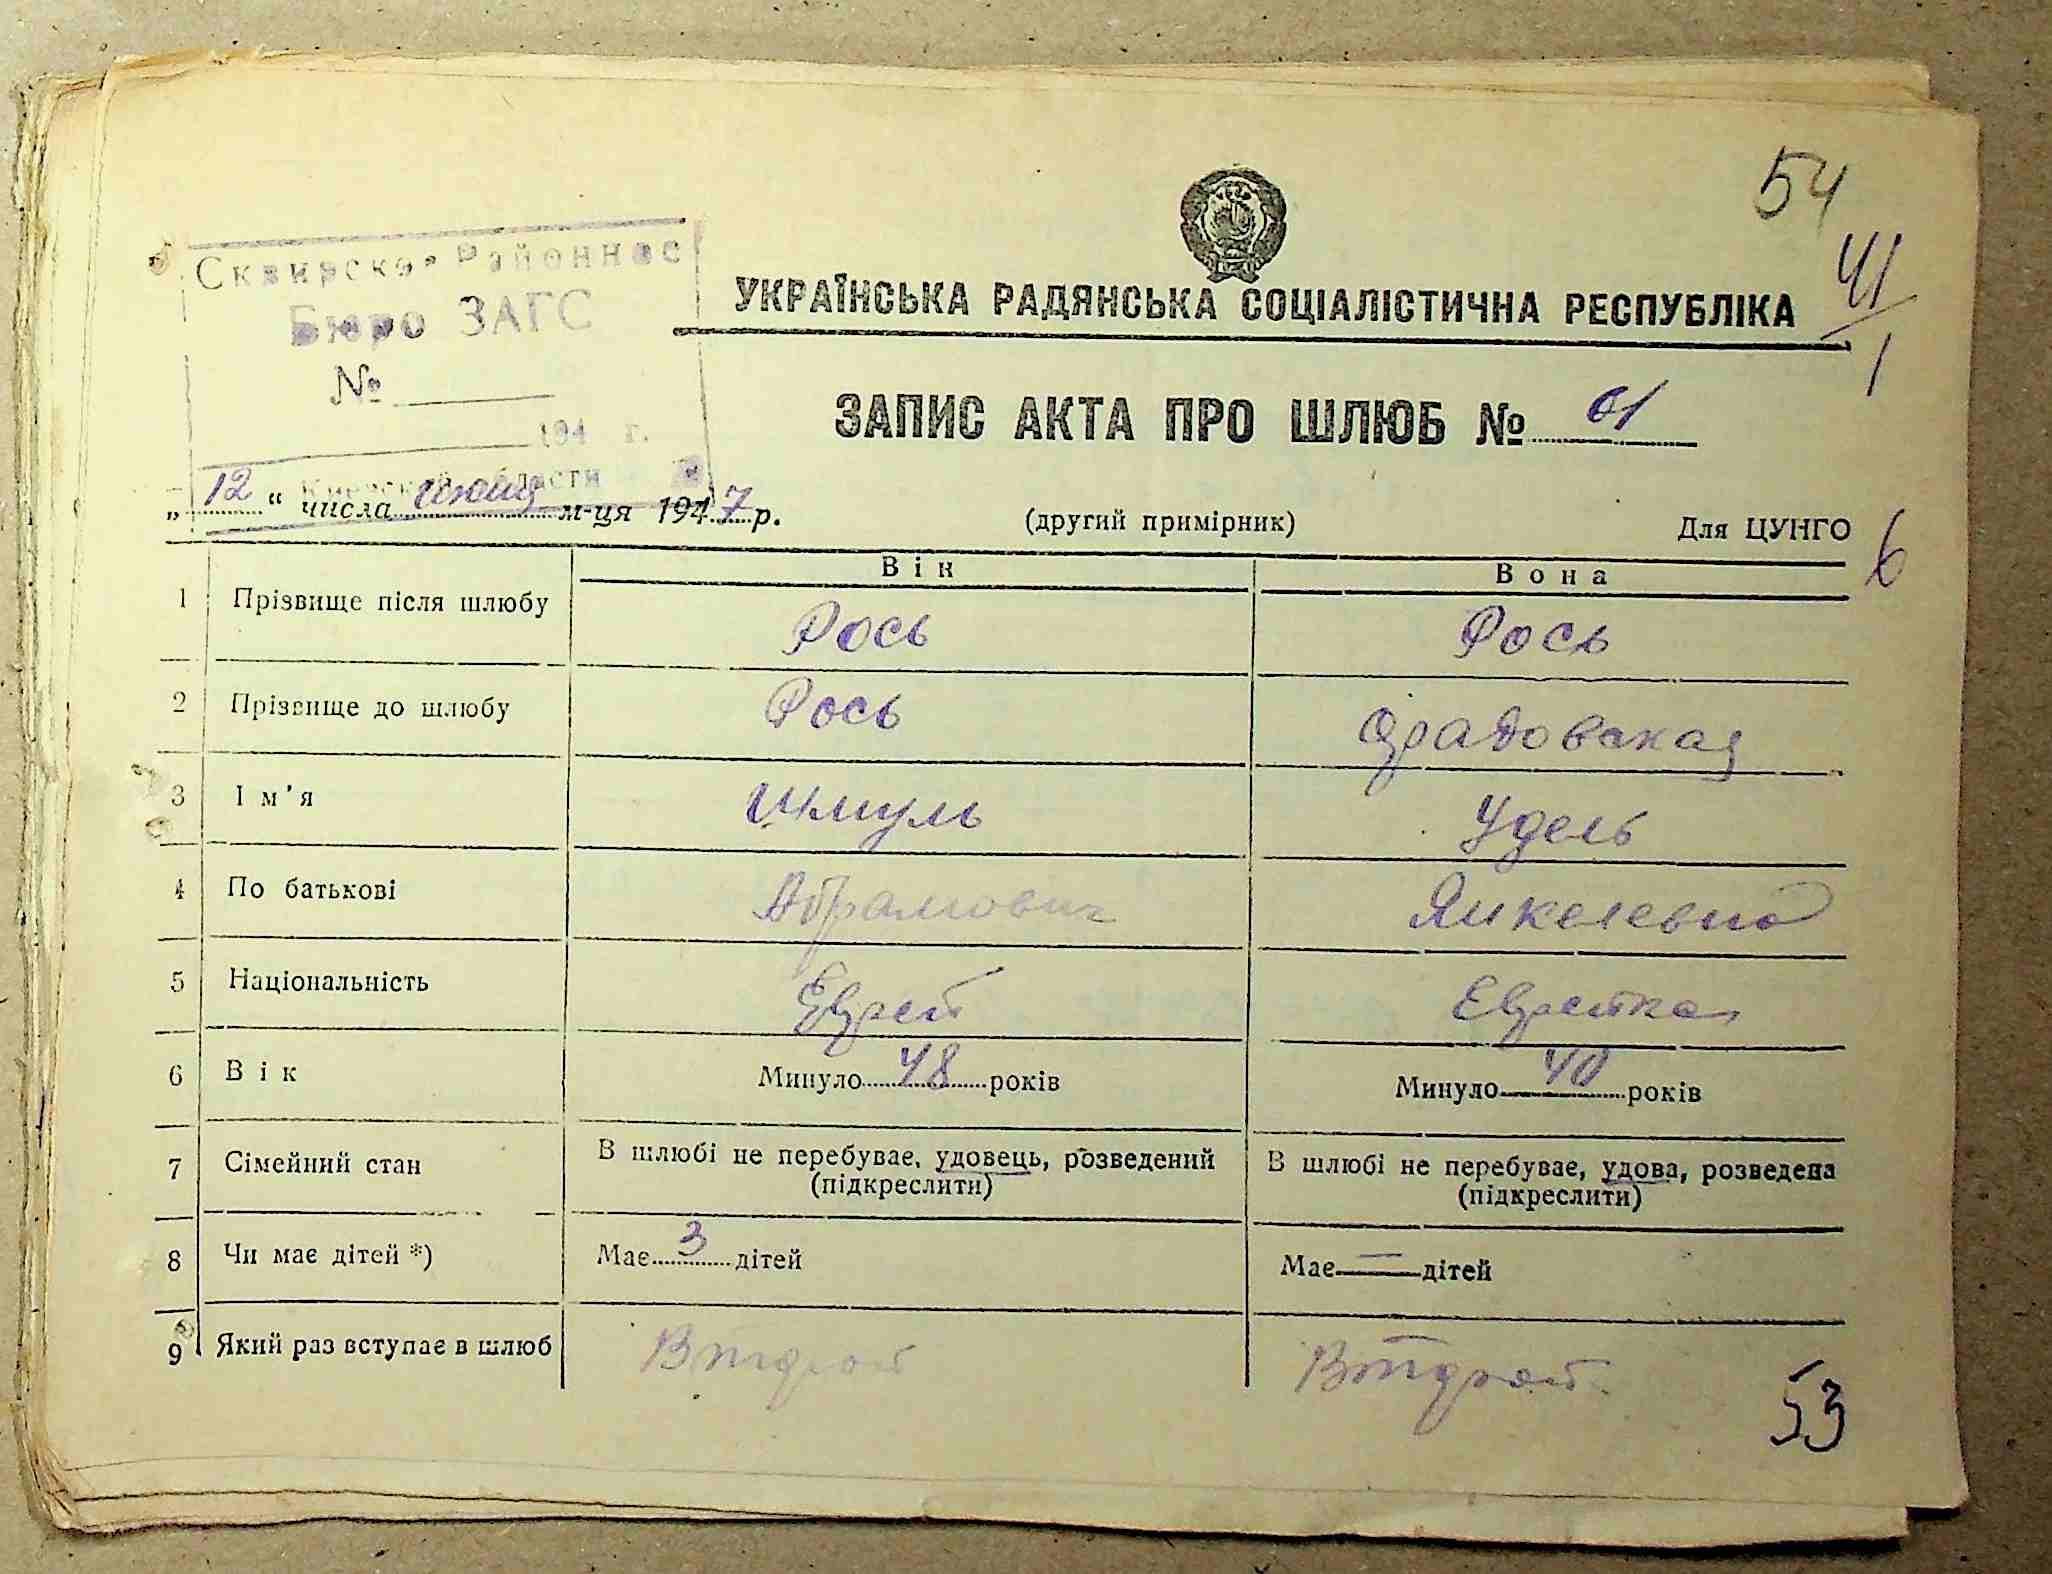 54
41
1
Сквирское Районное
Бюро ЗАГС
№
194 г.
Киевской области
УКРАЇНСЬКА РАДЯНСЬКА СОЦІАЛІСТИЧНА РЕСПУБЛІКА
ЗАПИС АКТА ПРО ШЛЮБ № 61
„ 12 “ числа июня м-ця 1947 р.
(другий примірник)
Для ЦУНГО
6
Він Вона
1 Прізвище після шлюбу Рось Рось
2 Прізвище до шлюбу Рось
3 Ім'я Шмуль Удель
4 По батькові Абрамович Янкелевна
5 Національність Еврей Еврейка
6 Вік Минуло 48 років Минуло 40 років
7 Сімейний стан В шлюбі не перебуває, удовець, розведений В шлюбі не перебуває, удова, розведена
(підкреслити) (підкреслити)
8 Чи має дітей *) Має 3 дітей Має — дітей
9 Який раз вступає в шлюб Второй Второй
53